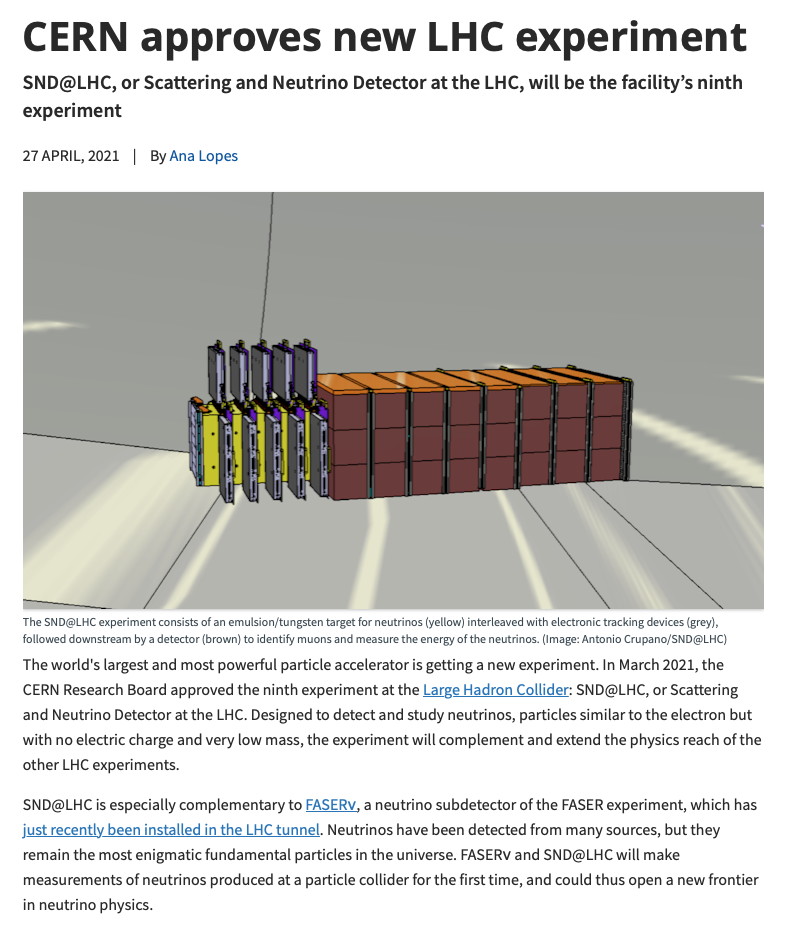 CERN approves new LHC experiment
SND@LHC, or Scattering and Neutrino Detector at the LHC, will be the facility’s ninth
experiment
27 APRIL, 2021 | By Ana Lopes
The SND@LHC experiment consists of an emulsion/tungsten target for neutrinos (yellow) interleaved with electronic tracking devices (grey),
followed downstream by a detector (brown) to identify muons and measure the energy of the neutrinos. (Image: Antonio Crupano/SND@LHC)
The world's largest and most powerful particle accelerator is getting a new experiment. In March 2021, the
CERN Research Board approved the ninth experiment at the Large Hadron Collider: SND@LHC, or Scattering
and Neutrino Detector at the LHC. Designed to detect and study neutrinos, particles similar to the electron but
with no electric charge and very low mass, the experiment will complement and extend the physics reach of the
other LHC experiments.
SND@LHC is especially complementary to FASERν, a neutrino subdetector of the FASER experiment, which has
just recently been installed in the LHC tunnel. Neutrinos have been detected from many sources, but they
remain the most enigmatic fundamental particles in the universe. FASERν and SND@LHC will make
measurements of neutrinos produced at a particle collider for the first time, and could thus open a new frontier
in neutrino physics.